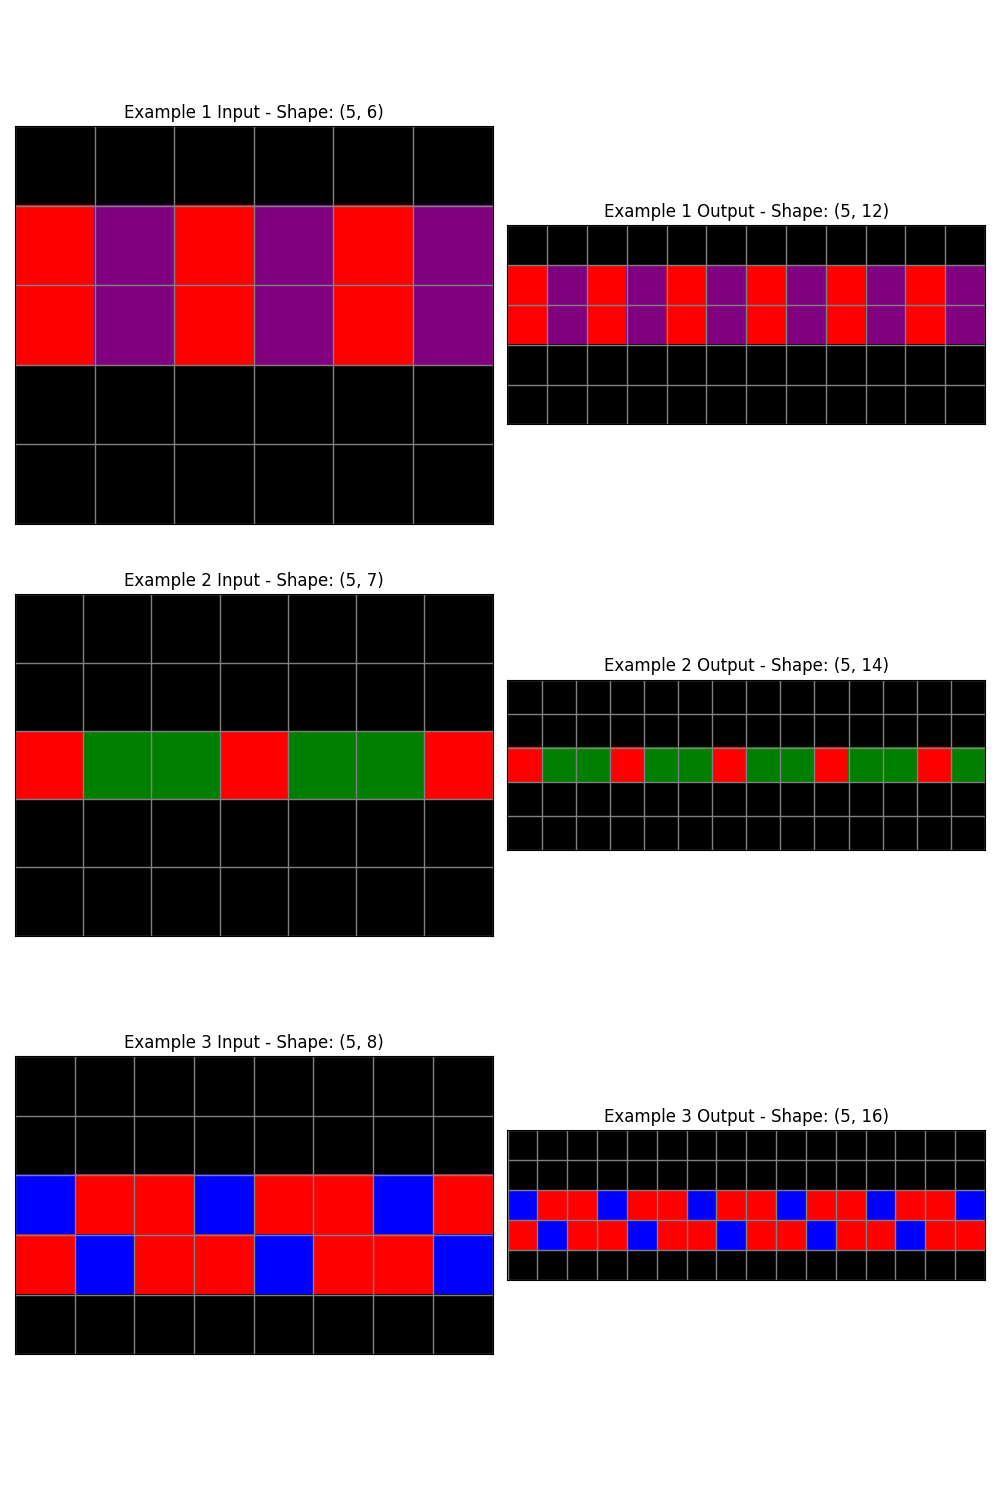 Example 1 Input - Shape: (5, 6)
Example 1 Output - Shape: (5, 12)
Example 2 Input - Shape: (5, 7)
Example 2 Output - Shape: (5, 14)
Example 3 Input - Shape: (5, 8)
Example 3 Output - Shape: (5, 16)